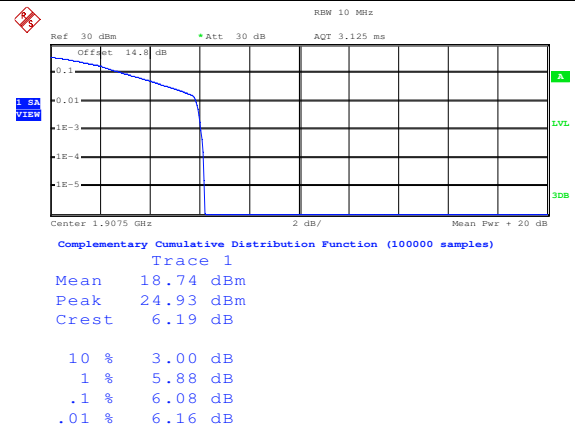 RBW 10 MHz
Ref 30 dBm *Att 30 dB AQT 3.125 ms
Offset 14.8 dB
0.1
A
0.01
1 SA
VIEW
1E-3
LVL
1E-4
1E-5
3DB
Center 1.9075 GHz 2 dB/ Mean Pwr + 20 dB
Complementary Cumulative Distribution Function (100000 samples)
Trace 1
Mean 18.74 dBm
Peak 24.93 dBm
Crest 6.19 dB
10 % 3.00 dB
1 % 5.88 dB
.1 % 6.08 dB
.01 % 6.16 dB